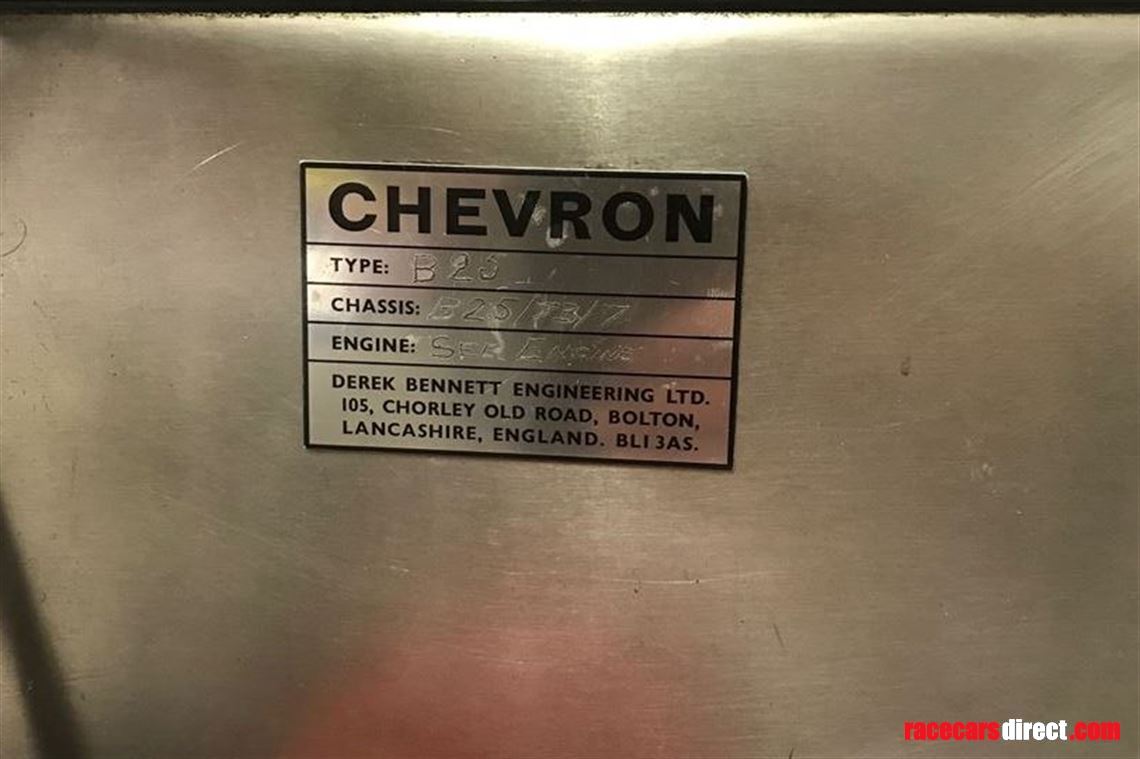 CHEVRON
TYPE: B25
CHASSIS: B25/73/7
ENGINE: SEE ENGINE
DEREK BENNETT ENGINEERING LTD.
105, CHORLEY OLD ROAD, BOLTON,
LANCASHIRE, ENGLAND. BL1 3AS.
racecarsdirect.com